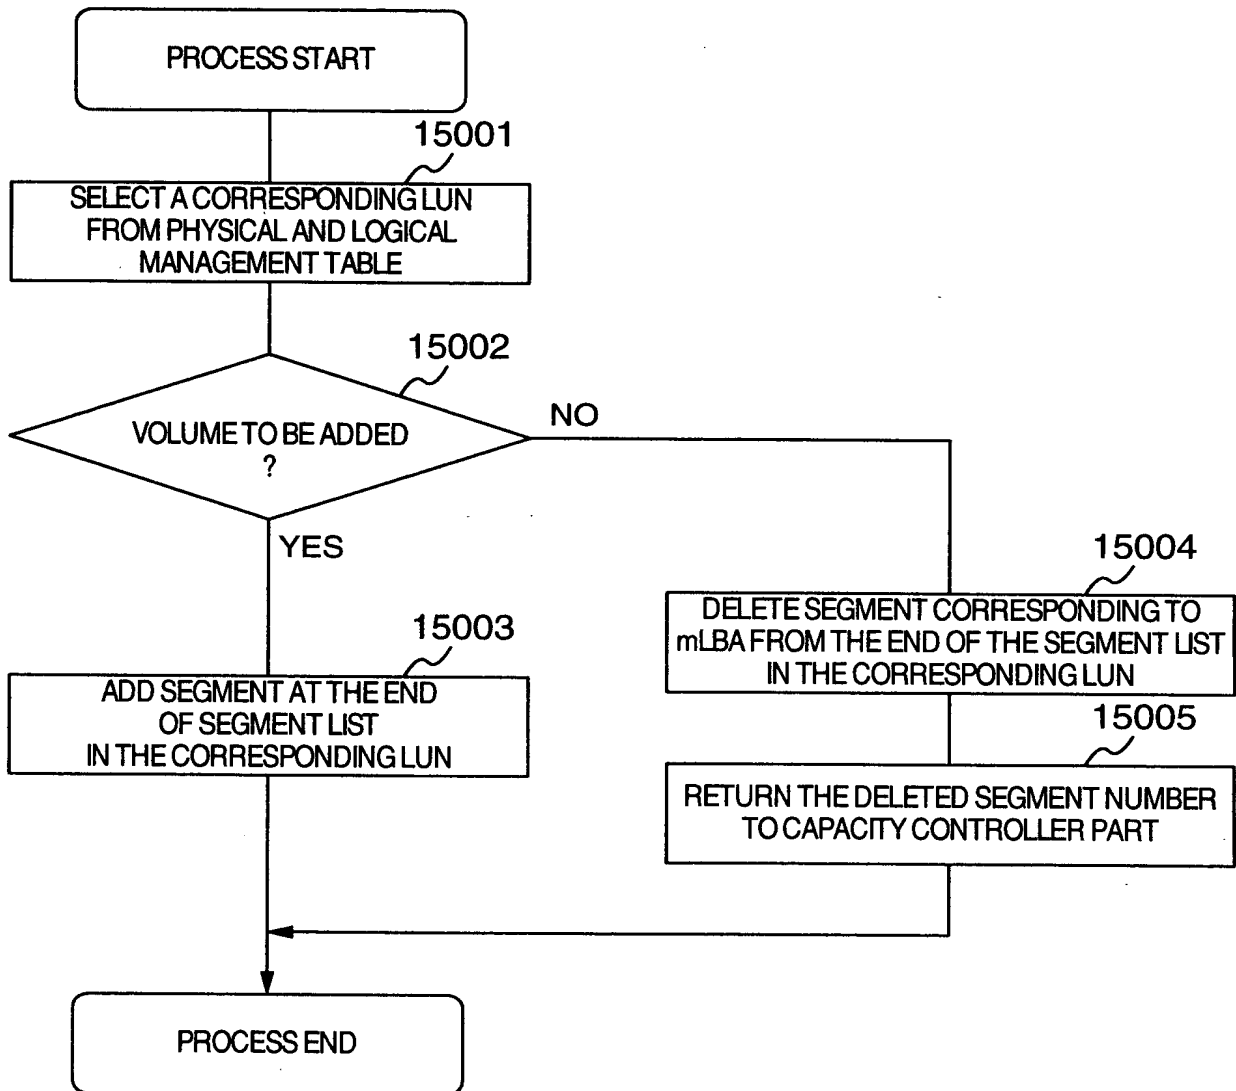 PROCESS START
15001
SELECT A CORRESPONDING LUN
FROM PHYSICAL AND LOGICAL
MANAGEMENT TABLE
15002
VOLUME TO BE ADDED
?
NO
YES
15003
ADD SEGMENT AT THE END
OF SEGMENT LIST
IN THE CORRESPONDING LUN
15004
DELETE SEGMENT CORRESPONDING TO
mLBA FROM THE END OF THE SEGMENT LIST
IN THE CORRESPONDING LUN
15005
RETURN THE DELETED SEGMENT NUMBER
TO CAPACITY CONTROLLER PART
PROCESS END